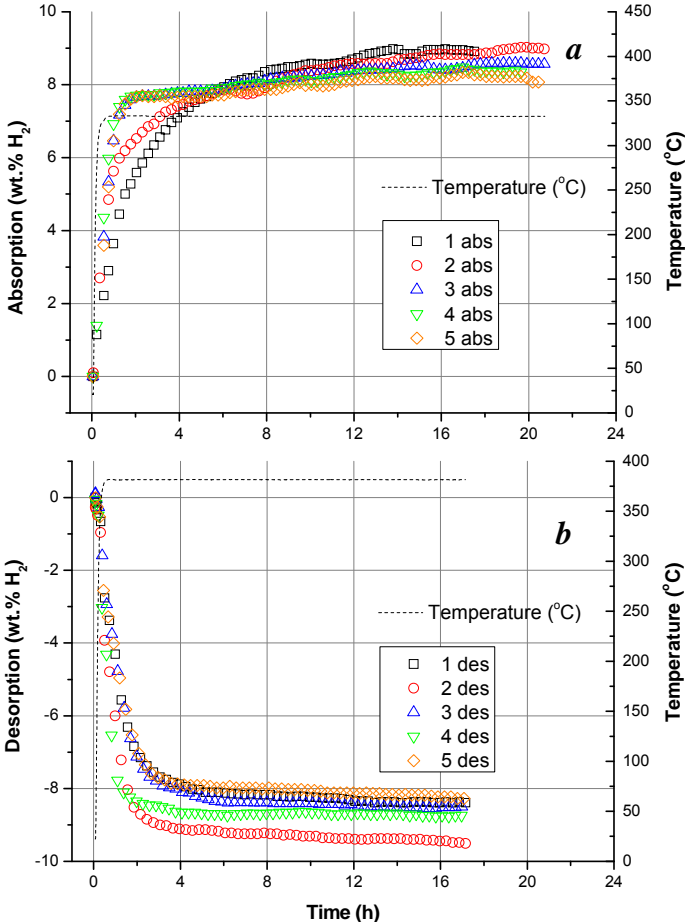 10
8
6
4
2
0
Absorption (wt.% H2)
450
400
350
300
250
200
150
100
50
0
Temperature (°C)
a
Temperature (°C)
1 abs
2 abs
3 abs
4 abs
5 abs
0 4 8 12 16 20 24
0
-2
-4
-6
-8
-10
Desorption (wt.% H2)
400
350
300
250
200
150
100
50
0
Temperature (°C)
b
Temperature (°C)
1 des
2 des
3 des
4 des
5 des
0 4 8 12 16 20 24
Time (h)